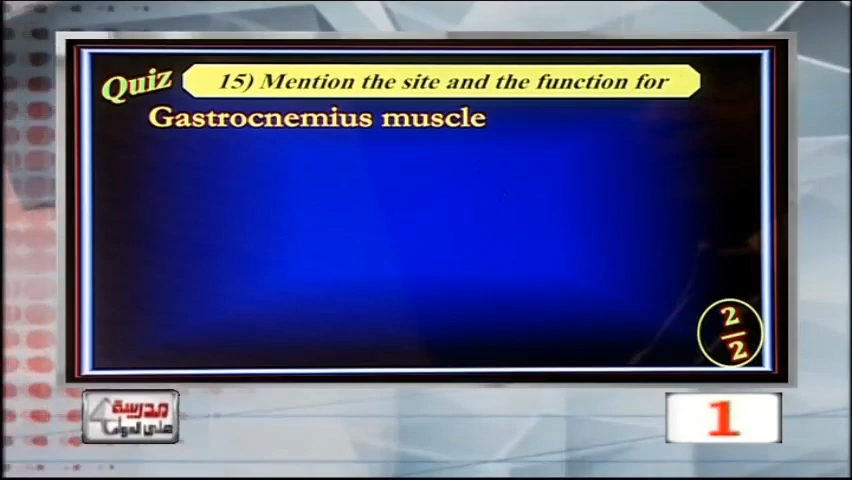 Quiz
15) Mention the site and the function for
Gastrocnemius muscle
2
2
مدرسة
على الهواء
1